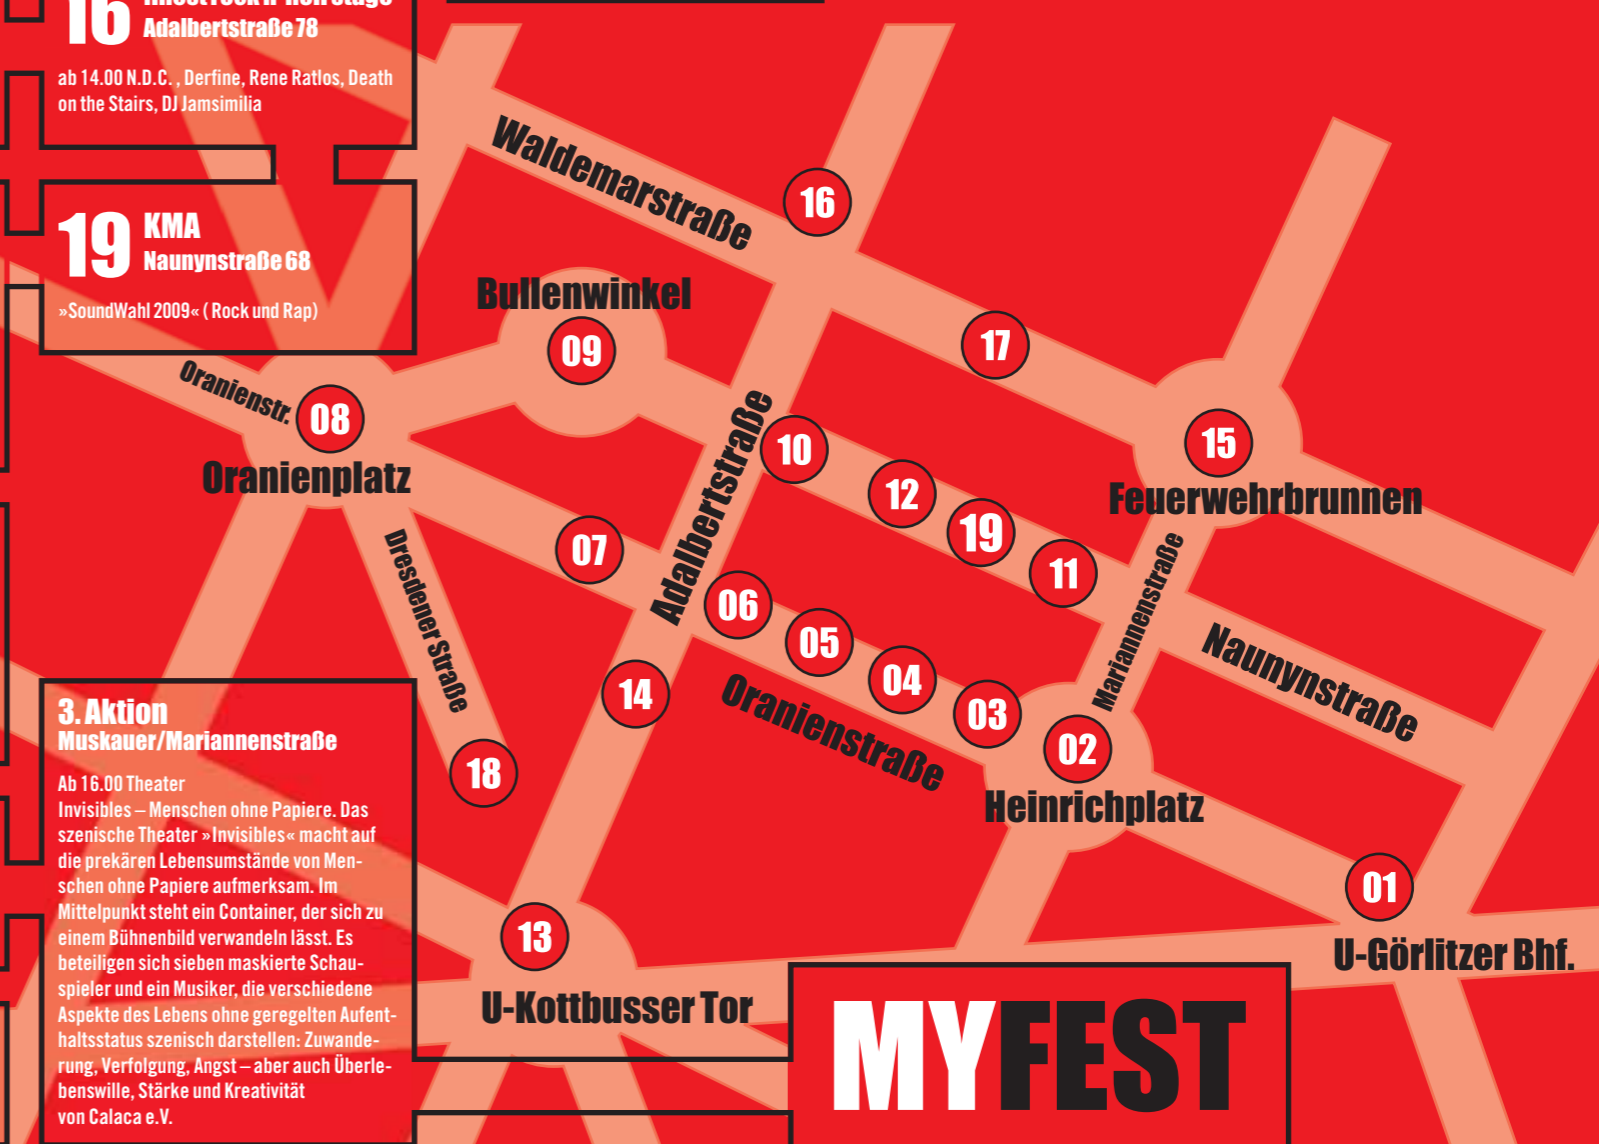 16
Adalbertstraße 78
ab 14.00 N.D.C. , Derfine, Rene Ratlos, Death
on the Stairs, DJ Jamsimilia
19 KMA
Naunynstraße 68
»SoundWahl 2009« ( Rock und Rap)
3. Aktion
Muskauer/Mariannenstraße
Ab 16.00 Theater
Invisibles – Menschen ohne Papiere. Das
szenische Theater »Invisibles« macht auf
die prekären Lebensumstände von Men-
schen ohne Papiere aufmerksam. Im
Mittelpunkt steht ein Container, der sich zu
einem Bühnenbild verwandeln lässt. Es
beteiligen sich sieben maskierte Schau-
spieler und ein Musiker, die verschiedene
Aspekte des Lebens ohne geregelten Aufent-
haltsstatus szenisch darstellen: Zuwande-
rung, Verfolgung, Angst – aber auch Überle-
benswille, Stärke und Kreativität
von Calaca e.V.
Waldemarstraße
16
Bullenwinkel
09
17
Oranienstr.
08
Oranienplatz
Adalbertstraße
10
12
19
11
15
Feuerwehrbrunnen
Dresdener Straße
07
06
05
04
03
02
Heinrichplatz
Mariannenstraße
Naunynstraße
14
Oranienstraße
18
13
U-Kottbusser Tor
01
U-Görlitzer Bhf.
MYFEST